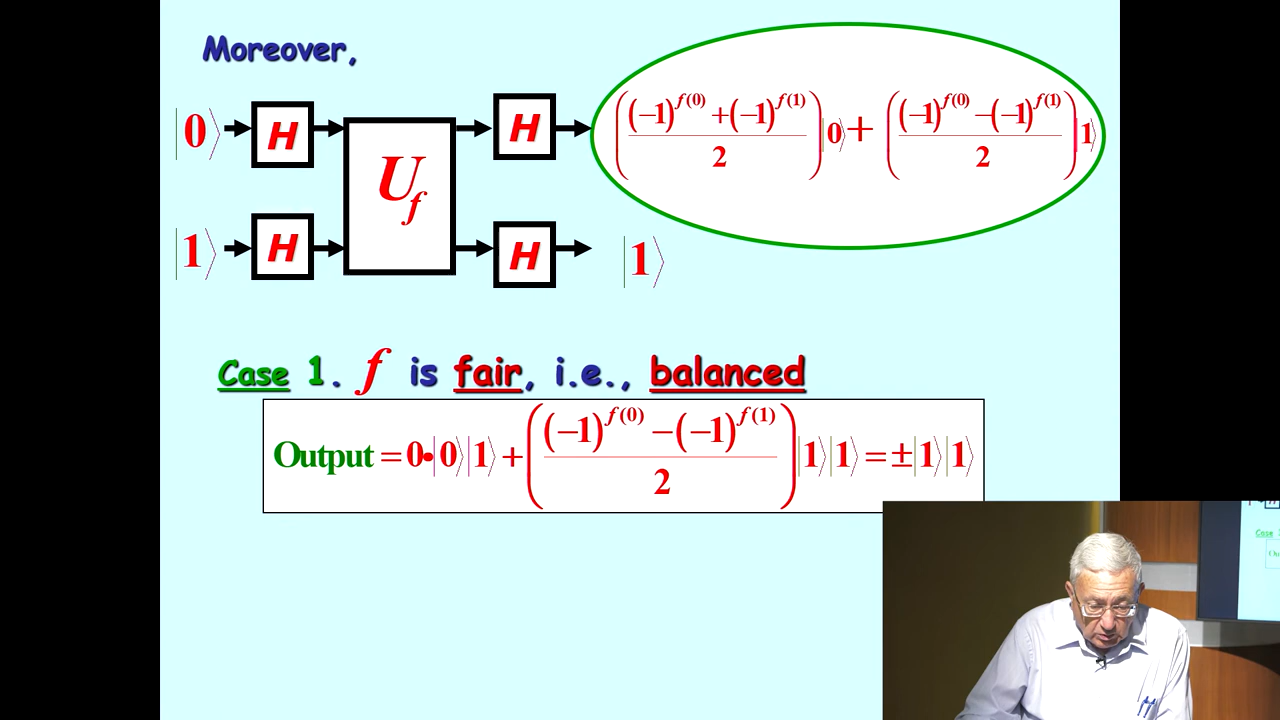 Moreover,
|0⟩ H U_f H ((−1)^{f(0)} + (−1)^{f(1)} / 2)|0⟩ + ((−1)^{f(0)} − (−1)^{f(1)} / 2)|1⟩
|1⟩ H H |1⟩
Case 1. f is fair, i.e., balanced
Output = 0•|0⟩|1⟩ + ((−1)^{f(0)} − (−1)^{f(1)} / 2)|1⟩|1⟩ = ±|1⟩|1⟩
Case